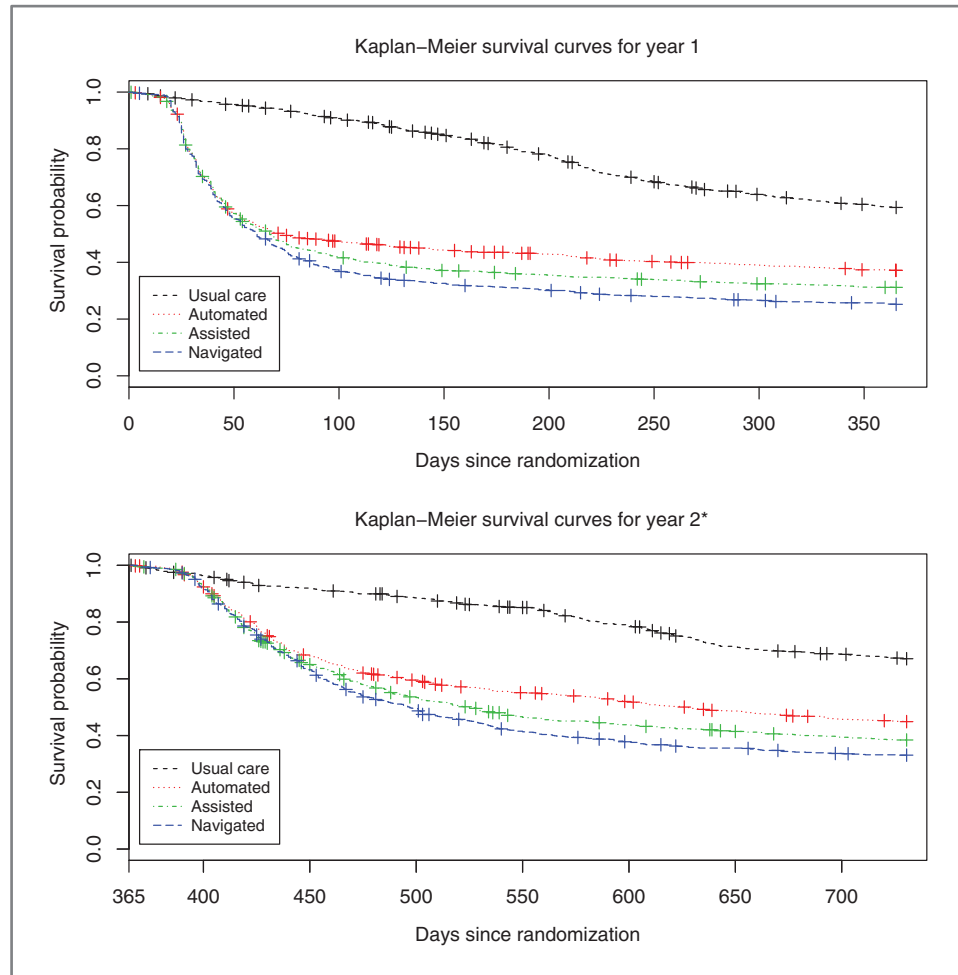 Kaplan−Meier survival curves for year 1
Survival probability
1.0
0.8
0.6
0.4
0.2
0.0
Usual care
Automated
Assisted
Navigated
0 50 100 150 200 250 300 350
Days since randomization
Kaplan−Meier survival curves for year 2*
Survival probability
1.0
0.8
0.6
0.4
0.2
0.0
Usual care
Automated
Assisted
Navigated
365 400 450 500 550 600 650 700
Days since randomization